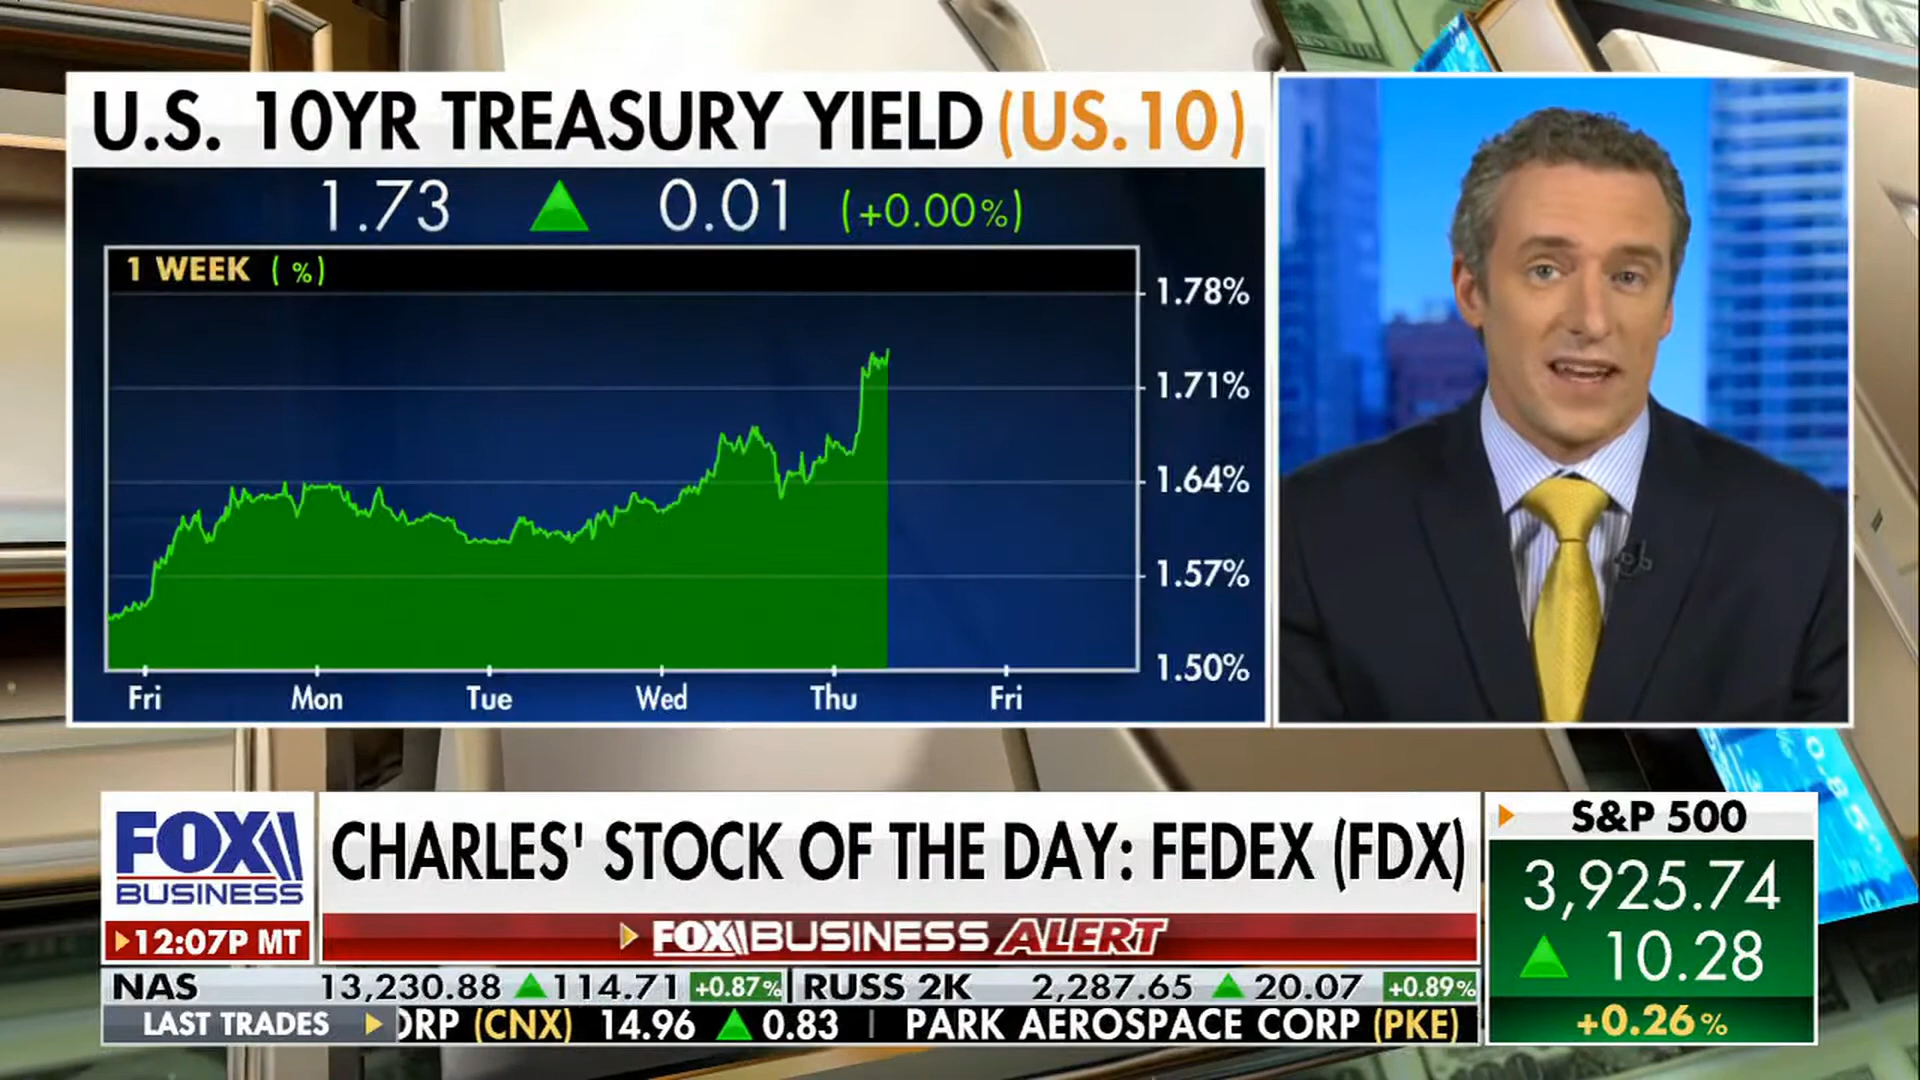 U.S. 10YR TREASURY YIELD (US.10)
1.73 ▲ 0.01 (+0.00%)
1 WEEK (%)
1.78%
1.71%
1.64%
1.57%
1.50%
Fri Mon Tue Wed Thu Fri
FOX BUSINESS
12:07P MT
CHARLES' STOCK OF THE DAY: FEDEX (FDX)
FOX BUSINESS ALERT
S&P 500
3,925.74
▲ 10.28
+0.26%
NAS 13,230.88 ▲ 114.71 +0.87% RUSS 2K 2,287.65 ▲ 20.07 +0.89%
LAST TRADES ORP (CNX) 14.96 ▲ 0.83 | PARK AEROSPACE CORP (PKE)